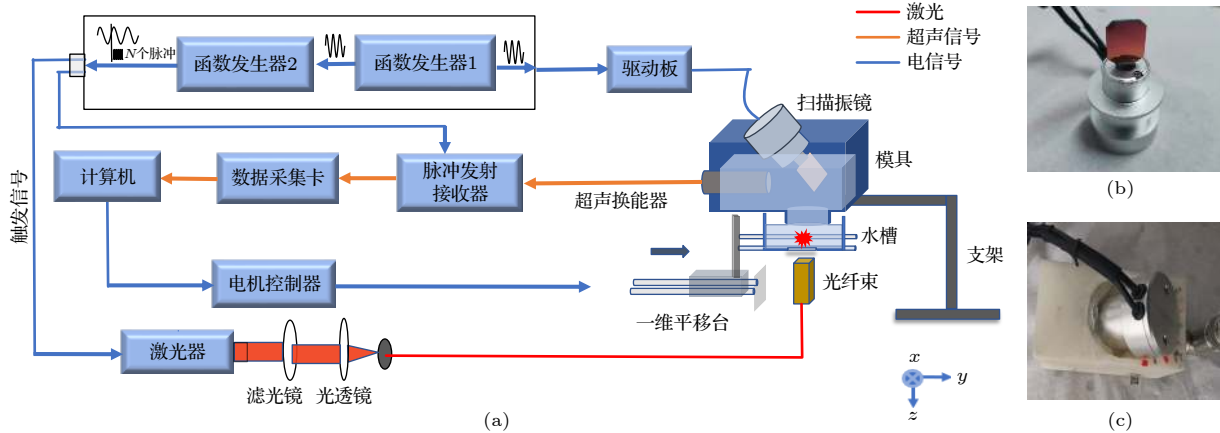 激光
超声信号
电信号
N个脉冲
函数发生器2
函数发生器1
驱动板
扫描振镜
模具
计算机
数据采集卡
脉冲发射
接收器
超声换能器
触发信号
水槽
支架
电机控制器
光纤束
一维平移台
激光器
滤光镜
光透镜
x
y
z
(a)
(b)
(c)